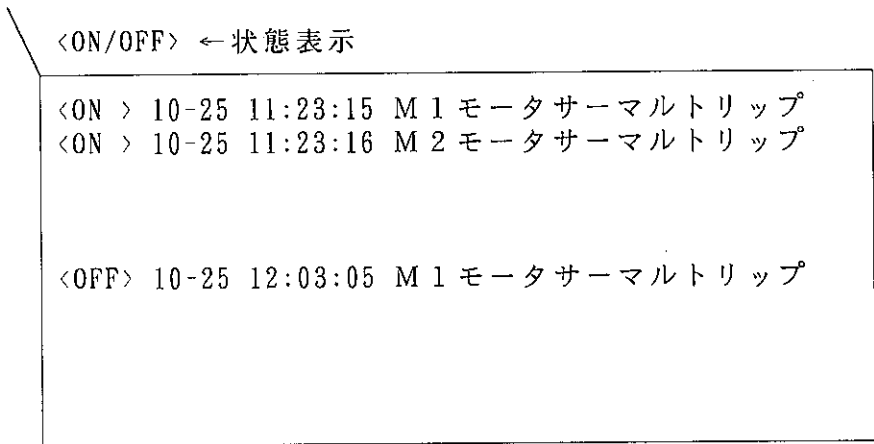 <ON/OFF> ←状態表示
<ON > 10-25 11:23:15 M1モータサーマルトリップ
<ON > 10-25 11:23:16 M2モータサーマルトリップ
<OFF> 10-25 12:03:05 M1モータサーマルトリップ